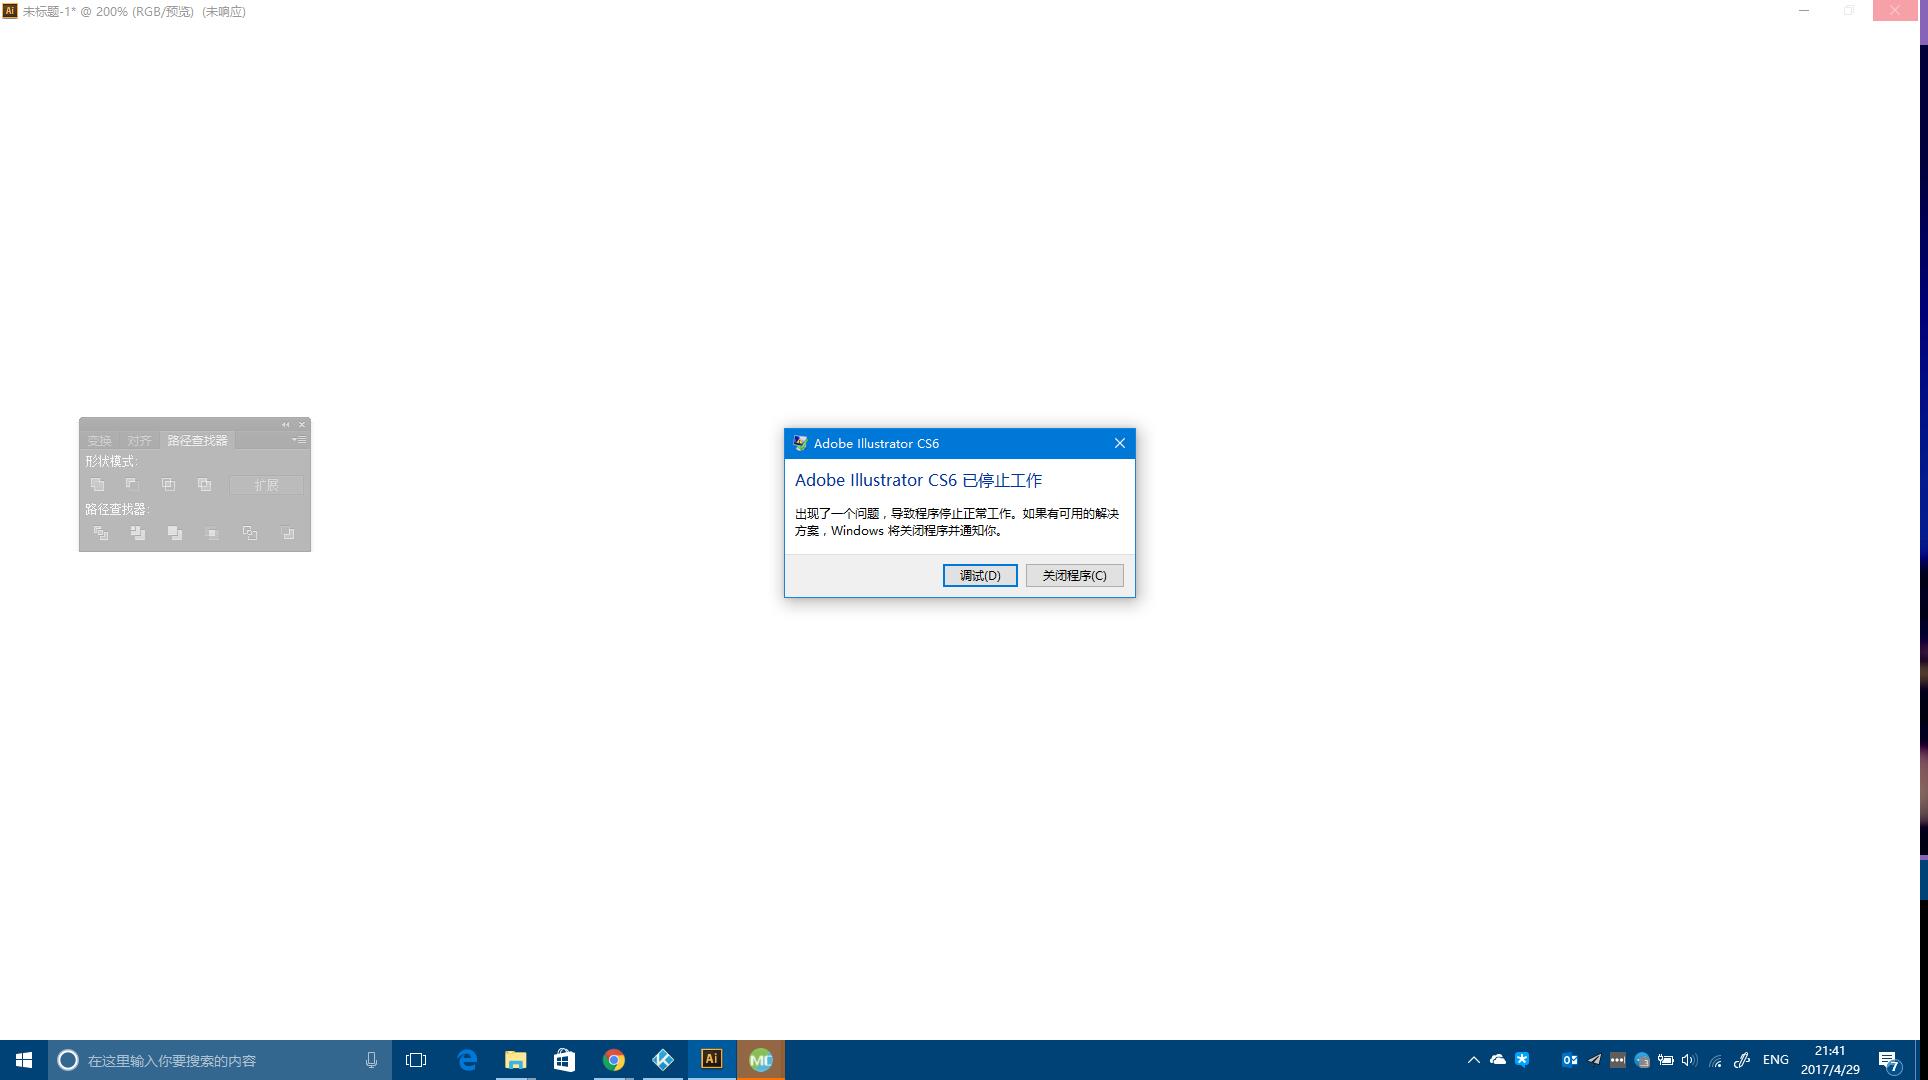 Ai 未标题-1* @ 200% (RGB/预览) (未响应)
变换 对齐 路径查找器
形状模式:
扩展
路径查找器:
Adobe Illustrator CS6
Adobe Illustrator CS6 已停止工作
出现了一个问题，导致程序停止正常工作。如果有可用的解决
方案，Windows 将关闭程序并通知你。
调试(D) 关闭程序(C)
在这里输入你要搜索的内容
Ai
MC
ENG
21:41
2017/4/29
7